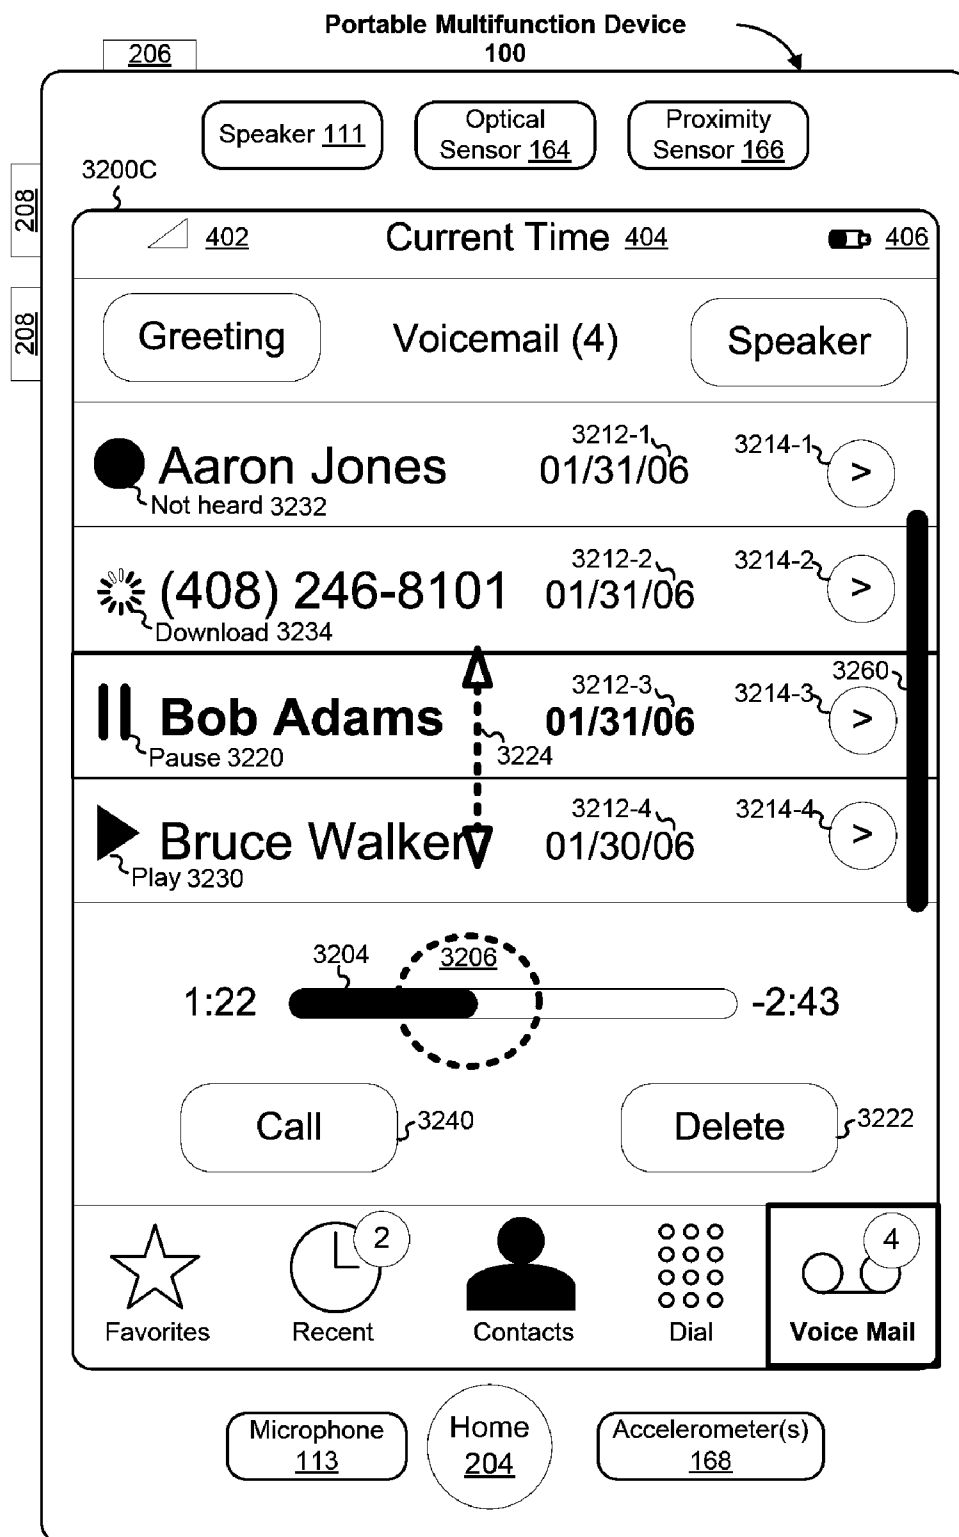 Portable Multifunction Device
100
206
Speaker 111
Optical
Sensor 164
Proximity
Sensor 166
3200C
208
208
402
Current Time 404
406
Greeting
Voicemail (4)
Speaker
Aaron Jones
Not heard 3232
3212-1
01/31/06
3214-1
>
(408) 246-8101
Download 3234
3212-2
01/31/06
3214-2
>
Bob Adams
Pause 3220
3224
3212-3
01/31/06
3214-3
3260
>
Bruce Walker
Play 3230
3212-4
01/30/06
3214-4
>
3204
3206
1:22
-2:43
Call
3240
Delete
3222
Favorites
2
Recent
Contacts
Dial
4
Voice Mail
Microphone
113
Home
204
Accelerometer(s)
168